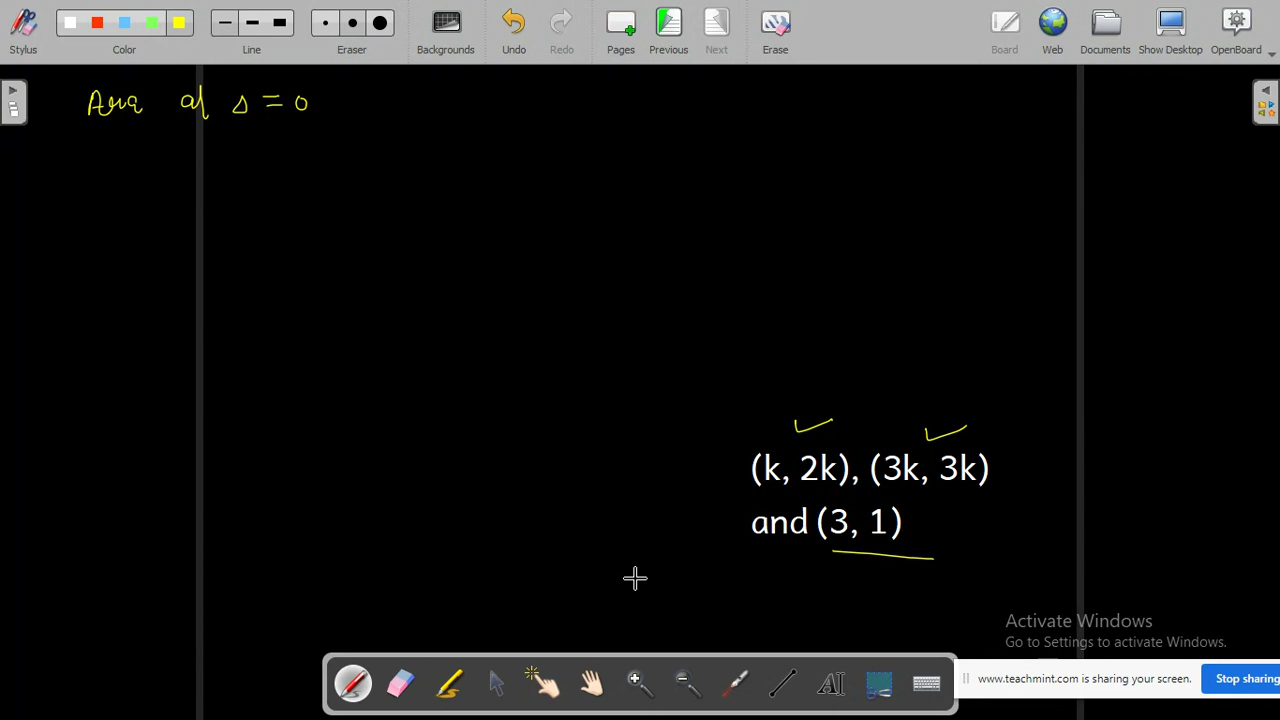 Stylus Color Line Eraser Backgrounds Undo Redo Pages Previous Next Erase Board Web Documents Show Desktop OpenBoard
Area of Δ = 0
(k, 2k), (3k, 3k)
and (3, 1)
Activate Windows
Go to Settings to activate Windows.
www.teachmint.com is sharing your screen. Stop sharing